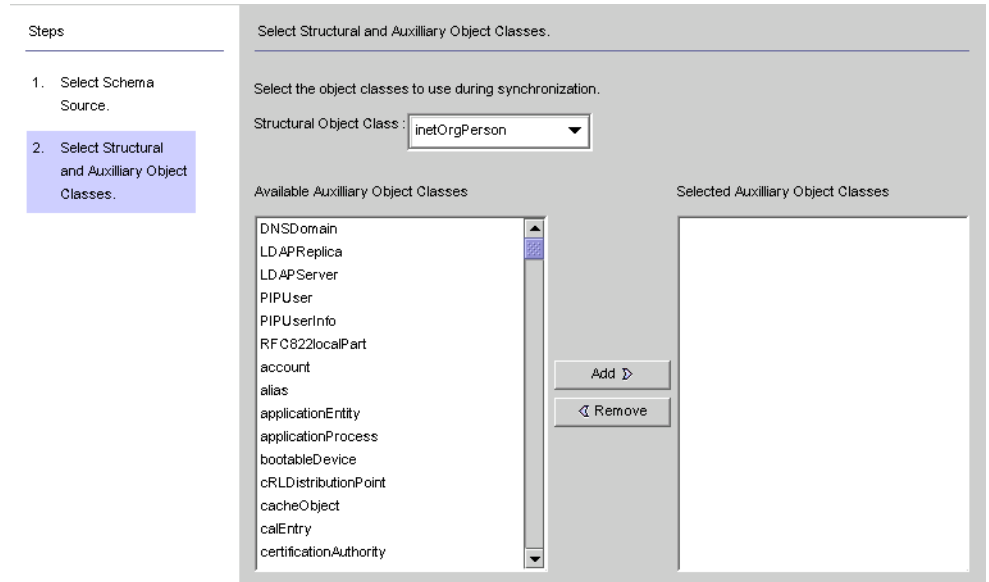 Steps
1. Select Schema
Source.
2. Select Structural
and Auxilliary Object
Classes.
Select Structural and Auxilliary Object Classes.
Select the object classes to use during synchronization.
Structural Object Class : inetOrgPerson
Available Auxilliary Object Classes
DNSDomain
LDAPReplica
LDAPServer
PIPUser
PIPUserInfo
RFC822localPart
account
alias
applicationEntity
applicationProcess
bootableDevice
cRLDistributionPoint
cacheObject
calEntry
certificationAuthority
Add
Remove
Selected Auxilliary Object Classes